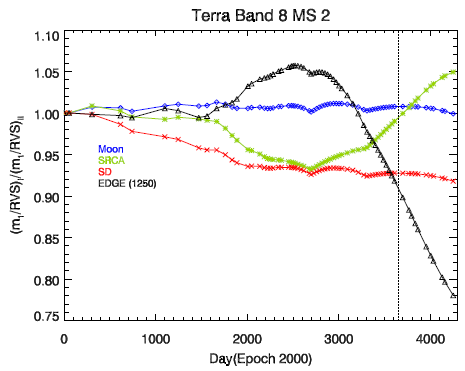 Terra Band 8 MS 2
1.10
1.05
1.00
0.95
0.90
0.85
0.80
0.75
(m₁/RVS)ᵢ/(m₁/RVS)ᵢₗ
Moon
SRCA
SD
EDGE (1250)
0
1000
2000
3000
4000
Day(Epoch 2000)